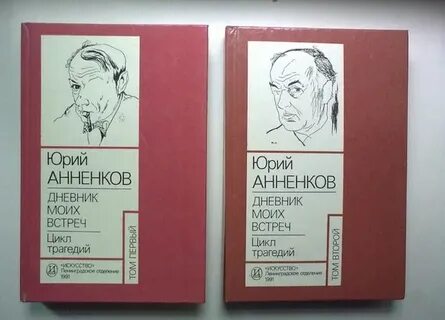 Юрий
АННЕНКОВ
ДНЕВНИК
МОИХ
ВСТРЕЧ
Цикл
трагедий
ТОМ ПЕРВЫЙ
«ИСКУССТВО»
Ленинградское отделение
1991
Юрий
АННЕНКОВ
ДНЕВНИК
МОИХ
ВСТРЕЧ
Цикл
трагедий
ТОМ ВТОРОЙ
«ИСКУССТВО»
Ленинградское отделение
1991